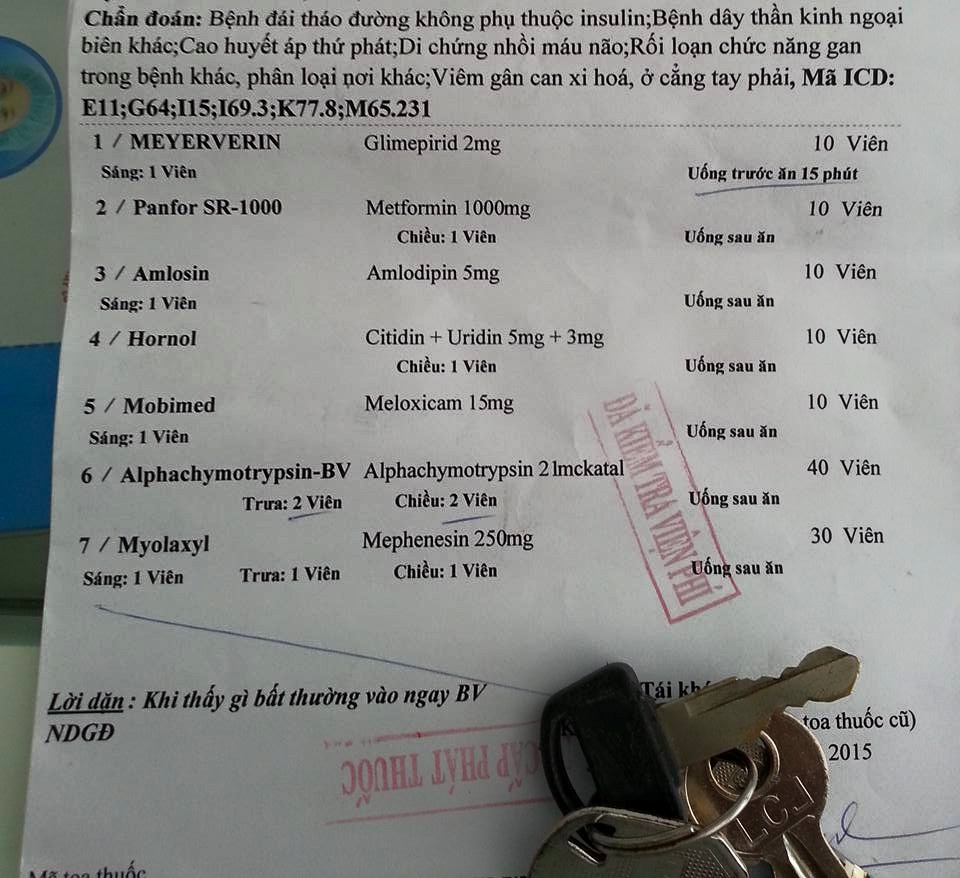 Chẩn đoán: Bệnh đái tháo đường không phụ thuộc insulin;Bệnh dây thần kinh ngoại
biên khác;Cao huyết áp thứ phát;Di chứng nhồi máu não;Rối loạn chức năng gan
trong bệnh khác, phân loại nơi khác;Viêm gân can xi hoá, ở cẳng tay phải, Mã ICD:
E11;G64;I15;I69.3;K77.8;M65.231
1 / MEYERVERIN Glimepirid 2mg 10 Viên
Sáng: 1 Viên Uống trước ăn 15 phút
2 / Panfor SR-1000 Metformin 1000mg 10 Viên
Chiều: 1 Viên Uống sau ăn
3 / Amlosin Amlodipin 5mg 10 Viên
Sáng: 1 Viên Uống sau ăn
4 / Hornol Citidin + Uridin 5mg + 3mg 10 Viên
Chiều: 1 Viên Uống sau ăn
5 / Mobimed Meloxicam 15mg 10 Viên
Sáng: 1 Viên Uống sau ăn
6 / Alphachymotrypsin-BV Alphachymotrypsin 21mckatal 40 Viên
Trưa: 2 Viên Chiều: 2 Viên Uống sau ăn
7 / Myolaxyl Mephenesin 250mg 30 Viên
Sáng: 1 Viên Trưa: 1 Viên Chiều: 1 Viên Uống sau ăn
ĐÃ KIỂM TRA VIỆN PHÍ
Lời dặn : Khi thấy gì bất thường vào ngay BV Tái
NDGĐ toa thuốc cũ)
2015
CẤP PHÁT THUỐC
LCJ
Mã toa thuốc